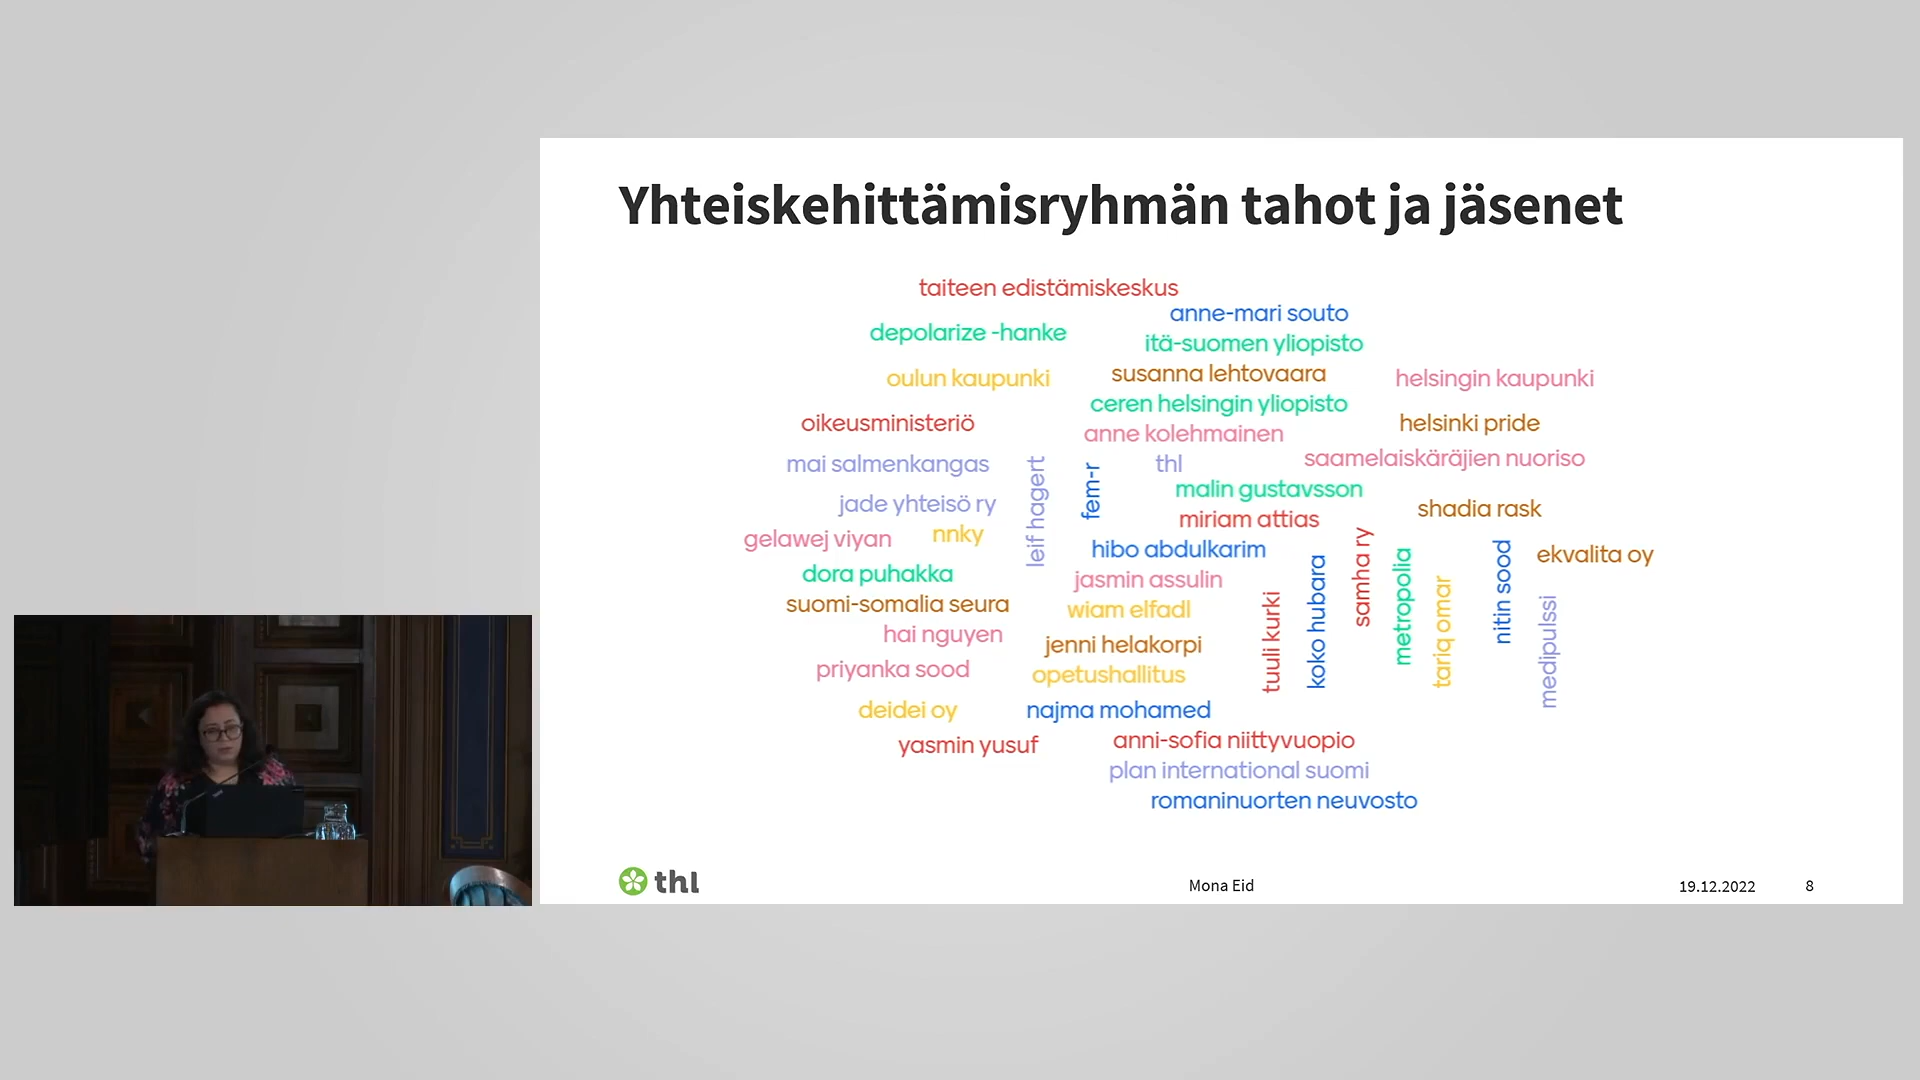 Yhteiskehittämisryhmän tahot ja jäsenet
taiteen edistämiskeskus
anne-mari souto
depolarize -hanke
itä-suomen yliopisto
oulun kaupunki
susanna lehtovaara
helsingin kaupunki
ceren helsingin yliopisto
oikeusministeriö
helsinki pride
anne kolehmainen
mai salmenkangas
leif hagert
fem-r
thl
saamelaiskäräjien nuoriso
malin gustavsson
jade yhteisö ry
shadia rask
miriam attias
gelawej viyan
nnky
hibo abdulkarim
samha ry
metropolia
nitin sood
ekvalita oy
dora puhakka
jasmin assulin
tuuli kurki
koko hubara
tariq omar
medipulssi
suomi-somalia seura
wiam elfadl
hai nguyen
jenni helakorpi
priyanka sood
opetushallitus
deidei oy
najma mohamed
yasmin yusuf
anni-sofia niittyvuopio
plan international suomi
romaninuorten neuvosto
thl
Mona Eid
19.12.2022
8